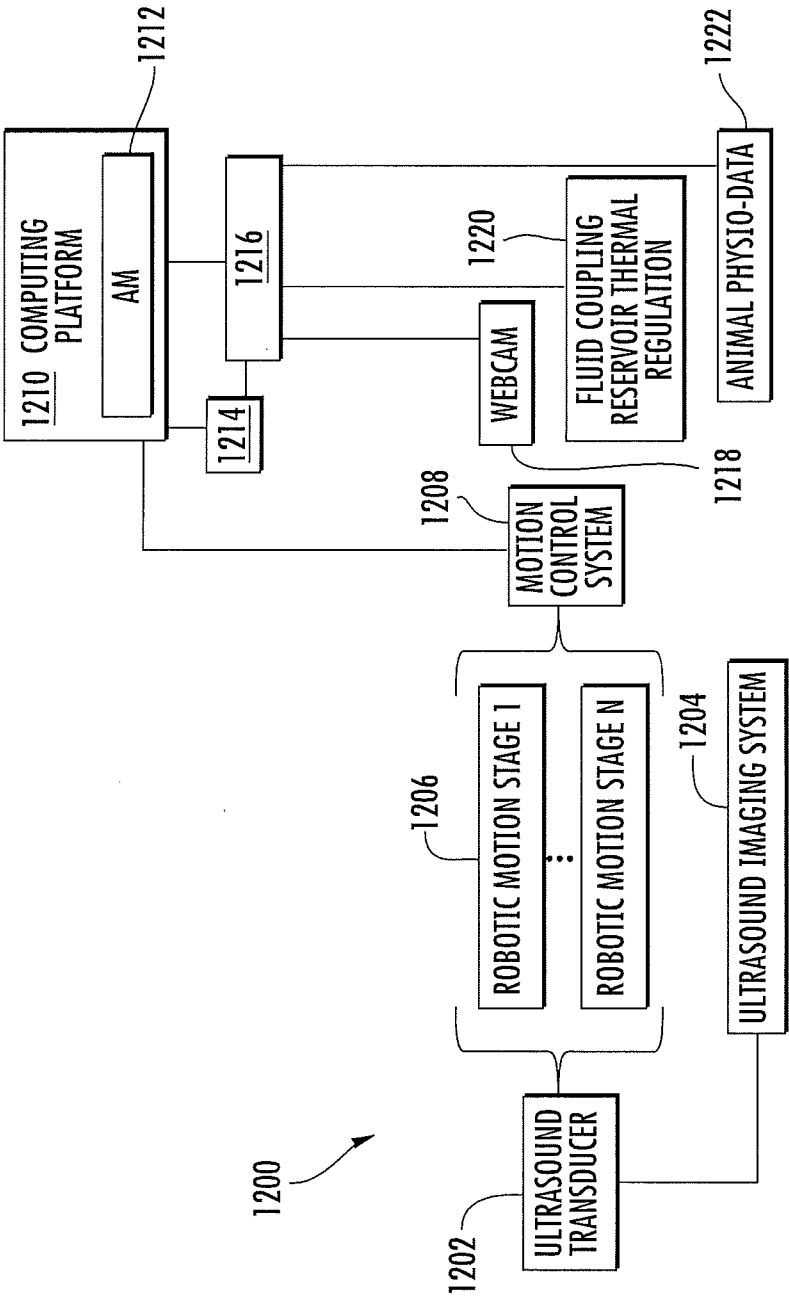 1200
1202
ULTRASOUND
TRANSDUCER
1206
ROBOTIC MOTION STAGE 1
ROBOTIC MOTION STAGE N
ULTRASOUND IMAGING SYSTEM
1204
1208
MOTION
CONTROL
SYSTEM
1210 COMPUTING
PLATFORM
AM
1212
1214
1216
WEBCAM
1218
1220
FLUID COUPLING
RESERVOIR THERMAL
REGULATION
ANIMAL PHYSIO-DATA
1222